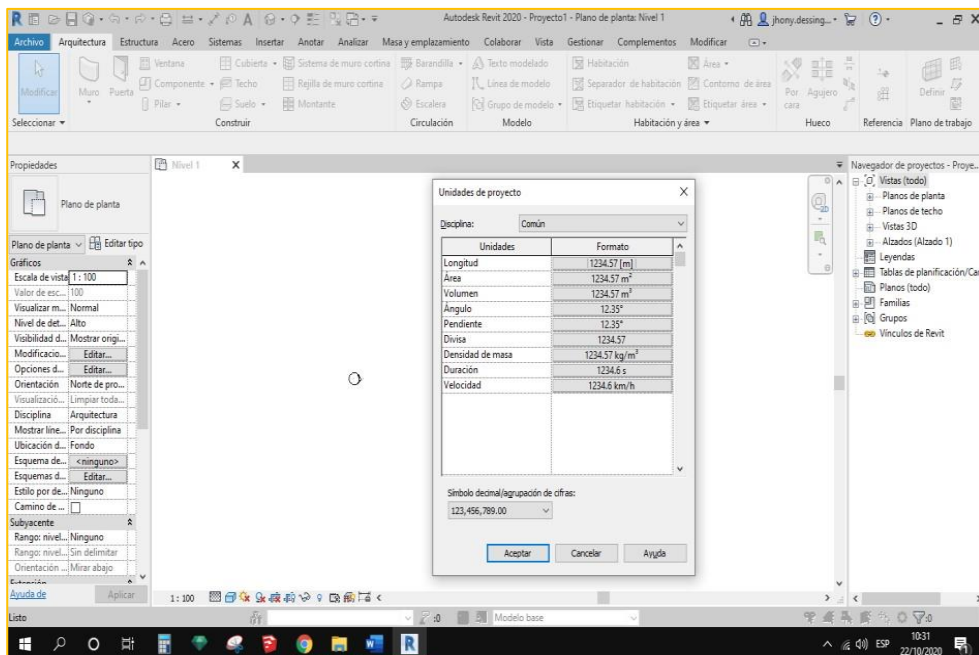 Autodesk Revit 2020 - Proyecto1 - Plano de planta: Nivel 1
jhony.dessing...
Archivo Arquitectura Estructura Acero Sistemas Insertar Anotar Analizar Masa y emplazamiento Colaborar Vista Gestionar Complementos Modificar
Modificar
Muro
Puerta
Ventana
Componente
Pilar
Cubierta
Techo
Suelo
Sistema de muro cortina
Rejilla de muro cortina
Montante
Barandilla
Rampa
Escalera
Texto modelado
Línea de modelo
Grupo de modelo
Habitación
Separador de habitación
Etiquetar habitación
Área
Contorno de área
Etiquetar área
Por cara
Agujero
Definir
Seleccionar
Construir
Circulación
Modelo
Habitación y área
Hueco
Referencia
Plano de trabajo
Propiedades
Plano de planta
Plano de planta
Editar tipo
Gráficos
Escala de vista 1 : 100
Valor de esc... 100
Visualizar m... Normal
Nivel de det... Alto
Visibilidad d... Mostrar origi...
Modificacio... Editar...
Opciones d... Editar...
Orientación Norte de pro...
Visualizació... Limpiar toda...
Disciplina Arquitectura
Mostrar líne... Por disciplina
Ubicación d... Fondo
Esquema de... <ninguno>
Esquemas d... Editar...
Estilo por de... Ninguno
Camino de ...
Subyacente
Rango: nivel... Ninguno
Rango: nivel... Sin delimitar
Orientación ... Mirar abajo
Extensión
Ayuda de
Aplicar
Nivel 1
Unidades de proyecto
Disciplina: Común
Unidades Formato
Longitud 1234.57 [m]
Área 1234.57 m²
Volumen 1234.57 m³
Ángulo 12.35°
Pendiente 12.35°
Divisa 1234.57
Densidad de masa 1234.57 kg/m³
Duración 1234.6 s
Velocidad 1234.6 km/h
Símbolo decimal/agrupación de cifras:
123,456,789.00
Aceptar Cancelar Ayuda
Navegador de proyectos - Proye...
Vistas (todo)
Planos de planta
Planos de techo
Vistas 3D
Alzados (Alzado 1)
Leyendas
Tablas de planificación/Ca
Planos (todo)
Familias
Grupos
Vínculos de Revit
1 : 100
Listo
:0
Modelo base
:0
ESP
10:31
22/10/2020